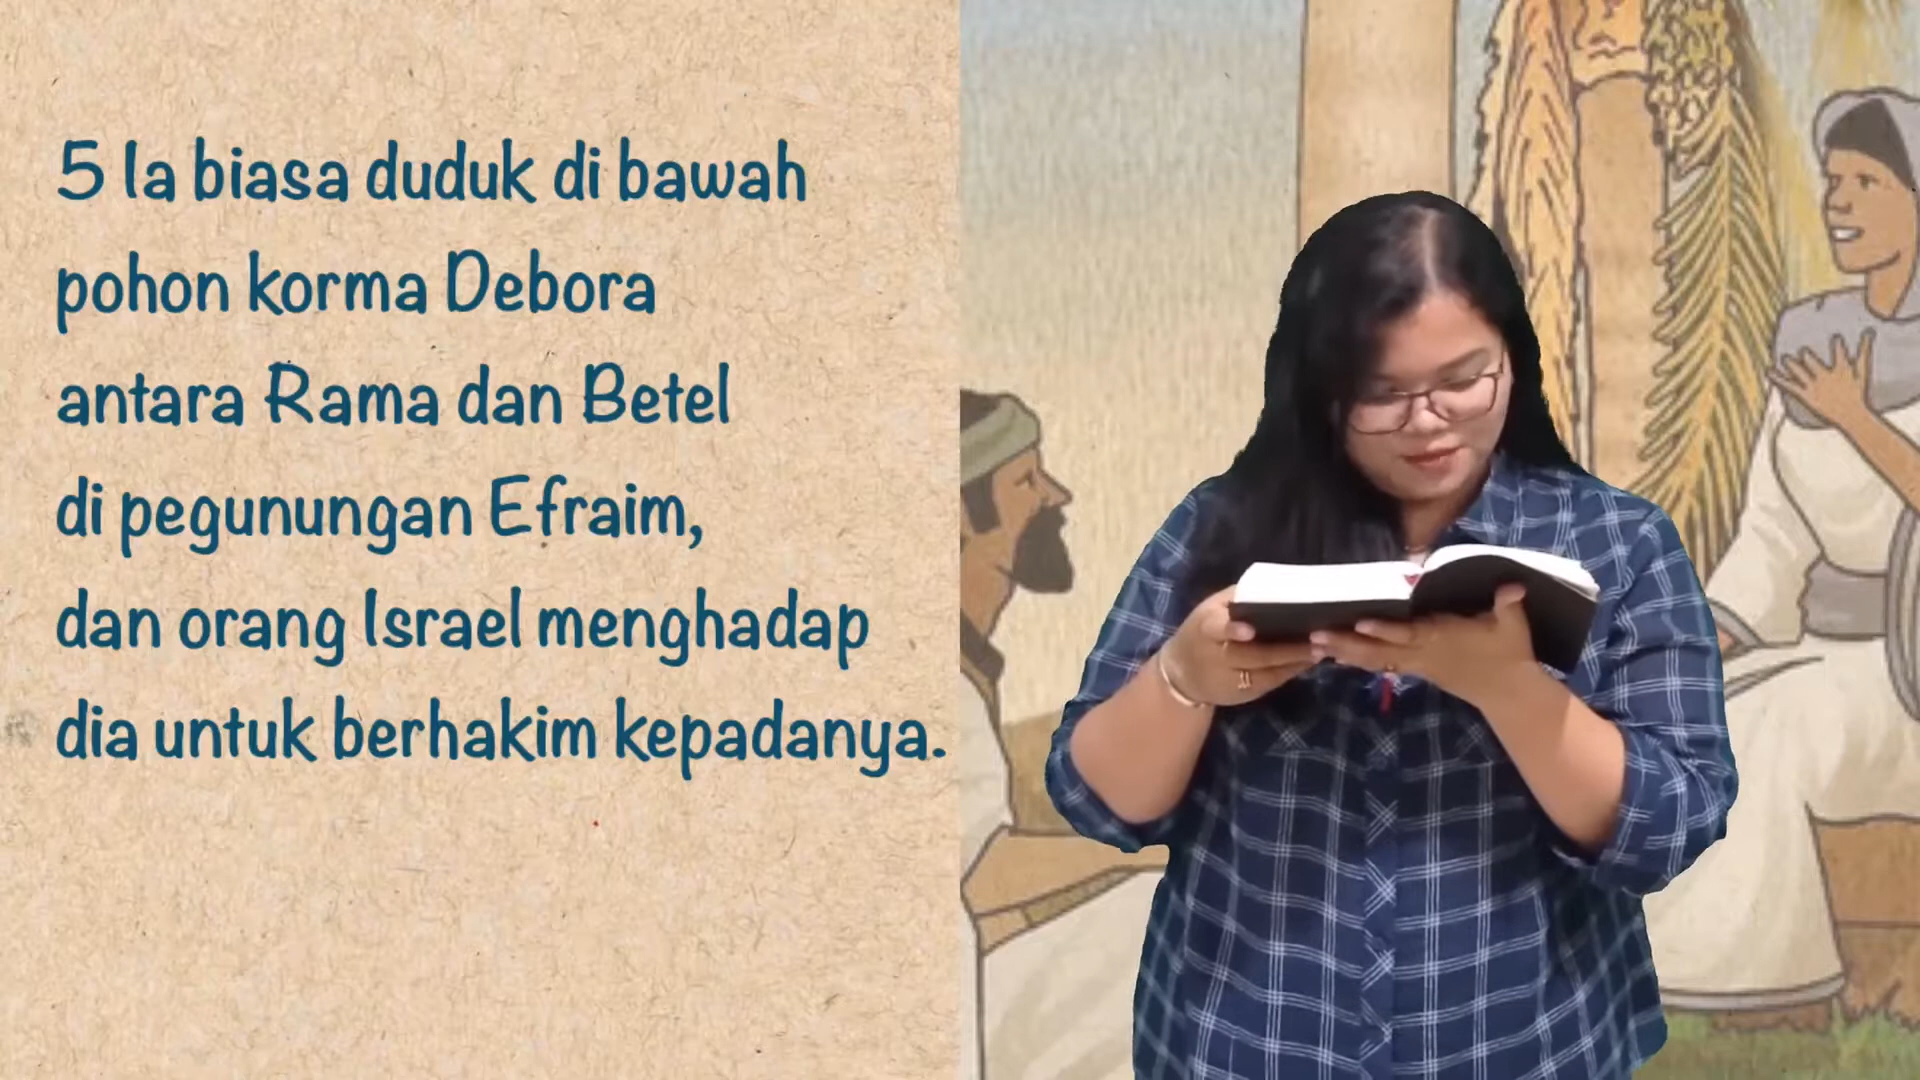 5 Ia biasa duduk di bawah
pohon korma Debora
antara Rama dan Betel
di pegunungan Efraim,
dan orang Israel menghadap
dia untuk berhakim kepadanya.